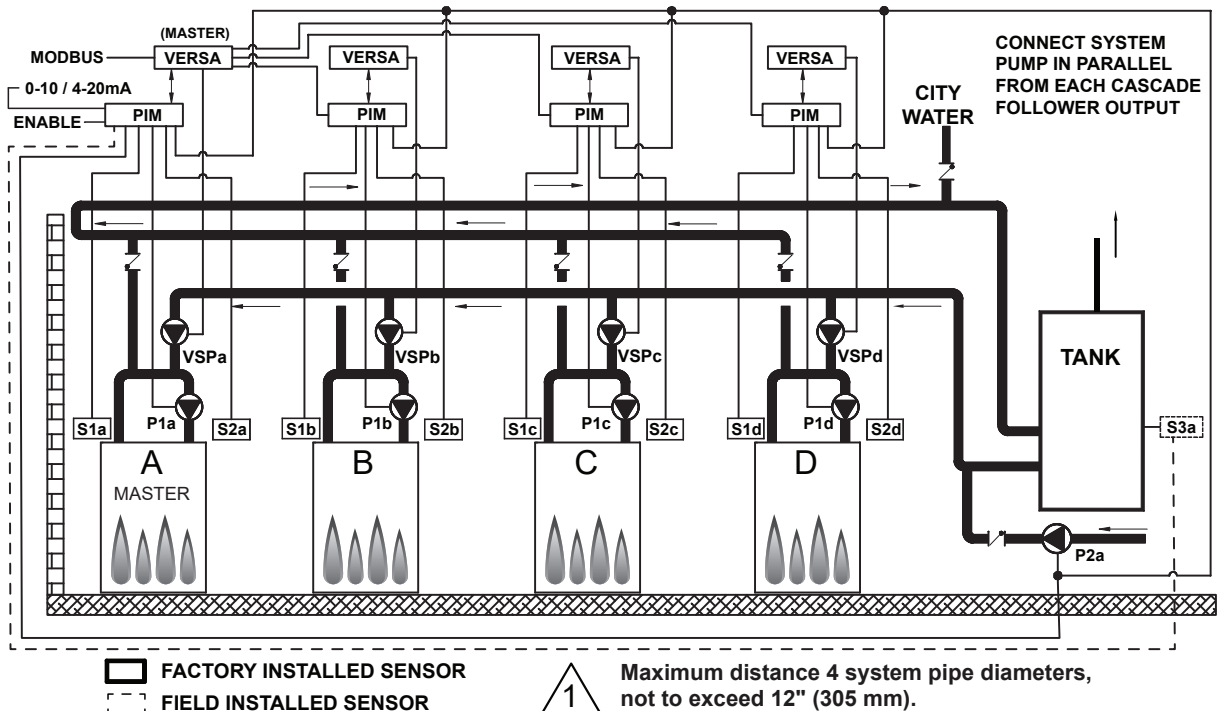 (MASTER)
MODBUS
VERSA
VERSA
VERSA
VERSA
CONNECT SYSTEM
PUMP IN PARALLEL
FROM EACH CASCADE
FOLLOWER OUTPUT
0-10 / 4-20mA
ENABLE
PIM
PIM
PIM
PIM
CITY
WATER
VSPa
VSPb
VSPc
VSPd
TANK
S1a
P1a
S2a
S1b
P1b
S2b
S1c
P1c
S2c
S1d
P1d
S2d
S3a
A
MASTER
B
C
D
P2a
FACTORY INSTALLED SENSOR
FIELD INSTALLED SENSOR
1
Maximum distance 4 system pipe diameters,
not to exceed 12" (305 mm).